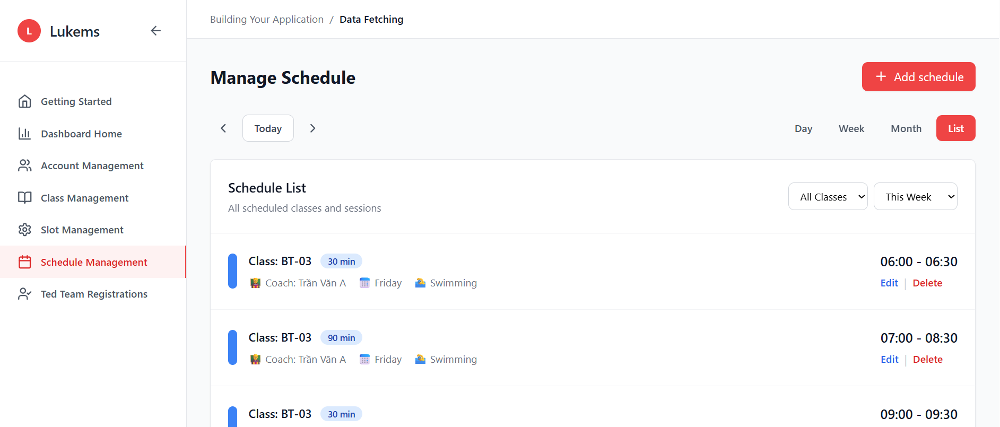 L Lukems
Building Your Application / Data Fetching
Getting Started
Dashboard Home
Account Management
Class Management
Slot Management
Schedule Management
Ted Team Registrations
Manage Schedule
+ Add schedule
Today
Day Week Month List
Schedule List
All scheduled classes and sessions
All Classes
This Week
Class: BT-03 30 min
Coach: Trần Văn A Friday Swimming
06:00 - 06:30
Edit | Delete
Class: BT-03 90 min
Coach: Trần Văn A Friday Swimming
07:00 - 08:30
Edit | Delete
Class: BT-03 30 min
09:00 - 09:30